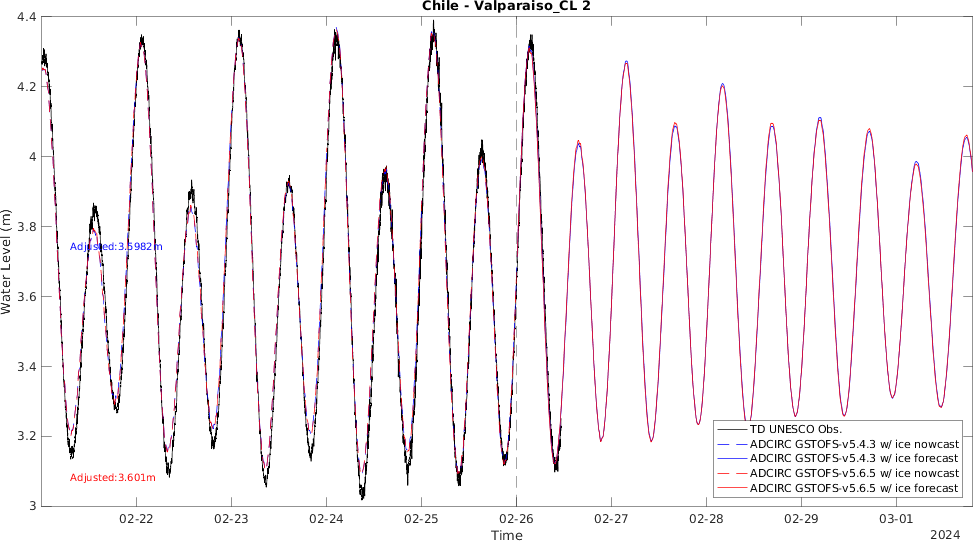 Chile - Valparaiso_CL 2
4.4
4.2
4
3.8
3.6
3.4
3.2
3
Water Level (m)
Adjusted:3.5982m
Adjusted:3.601m
TD UNESCO Obs.
ADCIRC GSTOFS-v5.4.3 w/ ice nowcast
ADCIRC GSTOFS-v5.4.3 w/ ice forecast
ADCIRC GSTOFS-v5.6.5 w/ ice nowcast
ADCIRC GSTOFS-v5.6.5 w/ ice forecast
02-22 02-23 02-24 02-25 02-26 02-27 02-28 02-29 03-01
Time
2024